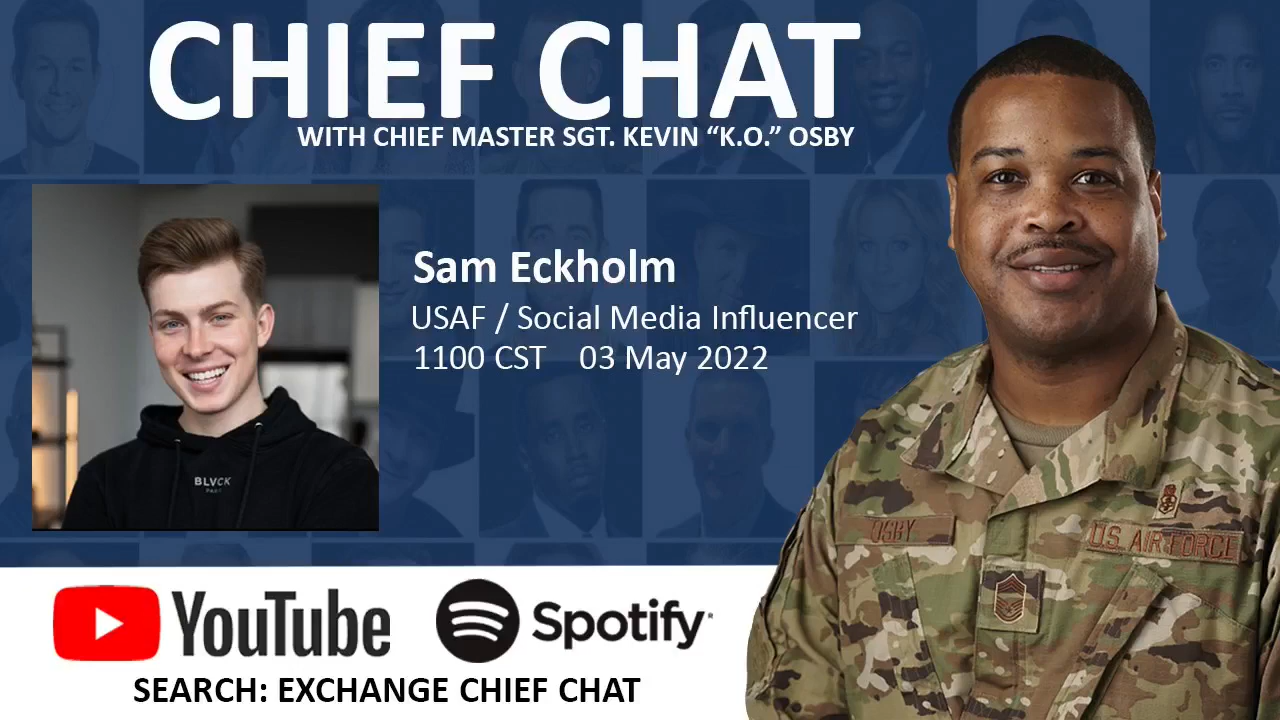 CHIEF CHAT
WITH CHIEF MASTER SGT. KEVIN “K.O.” OSBY
Sam Eckholm
USAF / Social Media Influencer
1100 CST 03 May 2022
BLVCK
OSBY
U.S. AIR FORCE
YouTube
Spotify
SEARCH: EXCHANGE CHIEF CHAT